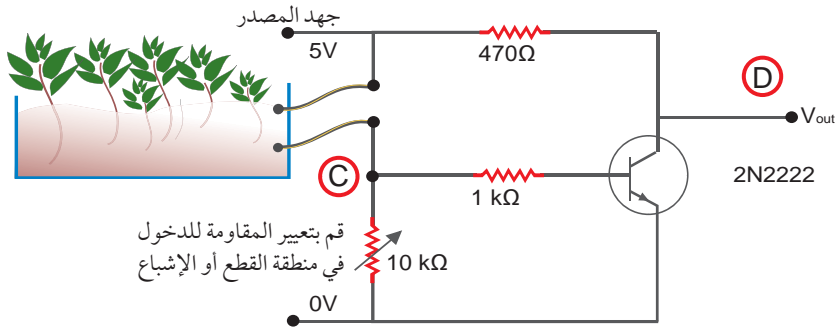 جهد المصدر
5V
470Ω
D
Vout
C
1 kΩ
2N2222
قم بتعيير المقاومة للدخول
في منطقة القطع أو الإشباع
10 kΩ
0V